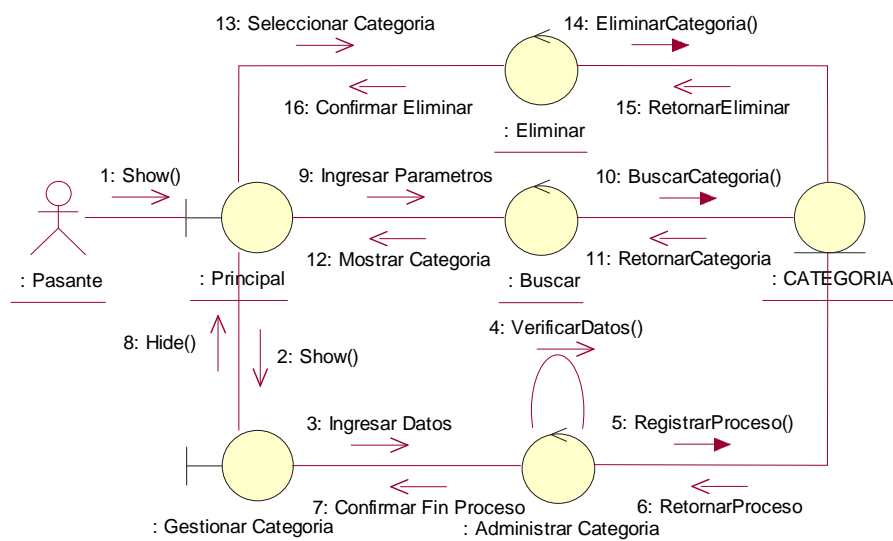 13: Seleccionar Categoria
14: EliminarCategoria()
16: Confirmar Eliminar
15: RetornarEliminar
: Eliminar
1: Show()
9: Ingresar Parametros
10: BuscarCategoria()
12: Mostrar Categoria
11: RetornarCategoria
: Pasante
: Principal
: Buscar
: CATEGORIA
8: Hide()
2: Show()
4: VerificarDatos()
3: Ingresar Datos
5: RegistrarProceso()
7: Confirmar Fin Proceso
6: RetornarProceso
: Gestionar Categoria
: Administrar Categoria